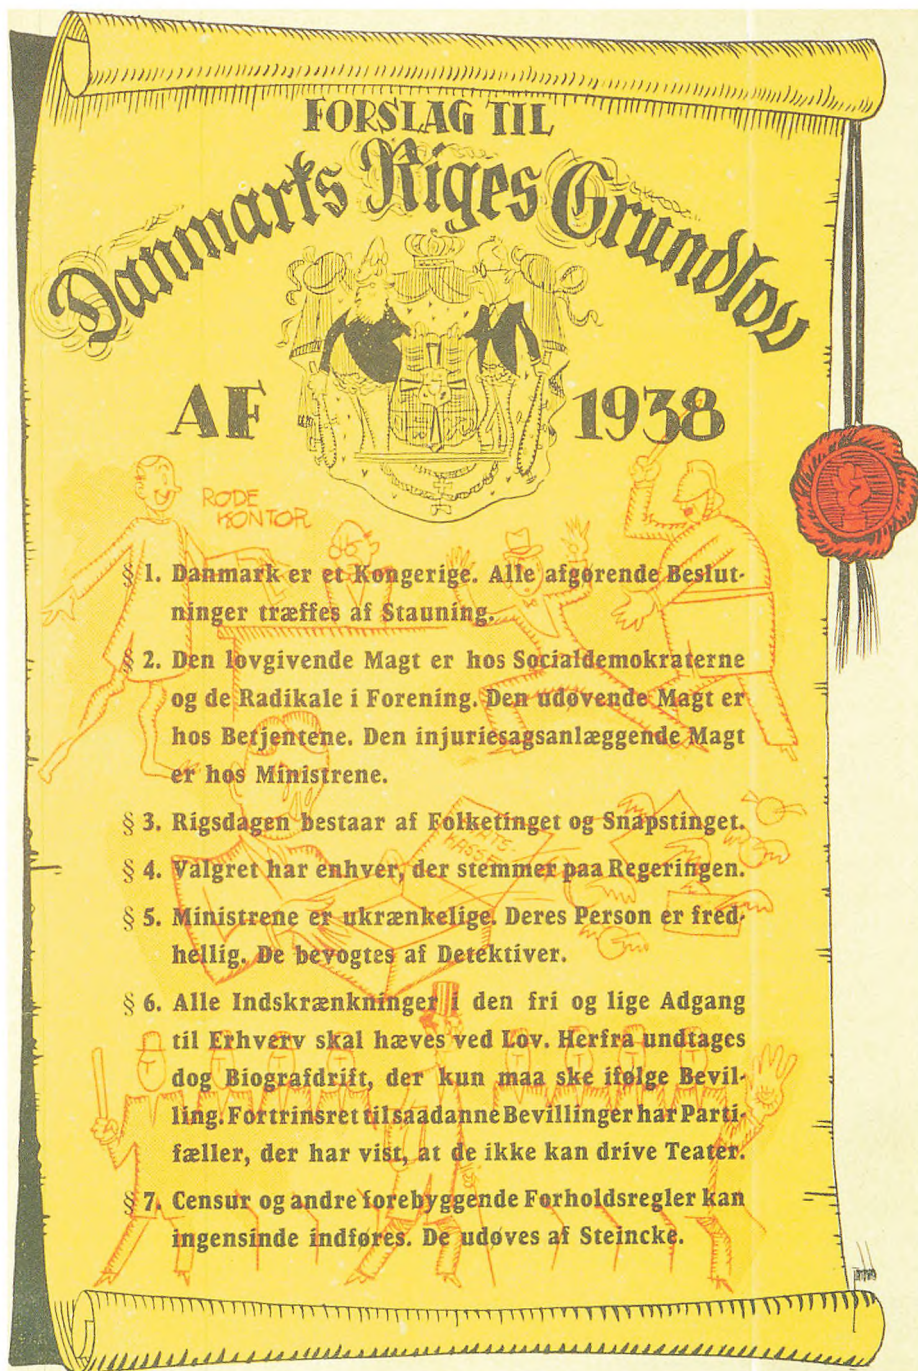 FORSLAG TIL
Danmarks Riges Grundlov
AF 1938
RØDE
KONTOR
§ 1. Danmark er et Kongerige. Alle afgørende Beslut-
ninger træffes af Stauning.
§ 2. Den lovgivende Magt er hos Socialdemokraterne
og de Radikale i Forening. Den udøvende Magt er
hos Betjentene. Den injuriesagsanlæggende Magt
er hos Ministrene.
§ 3. Rigsdagen bestaar af Folketinget og Snapstinget.
§ 4. Valgret har enhver, der stemmer paa Regeringen.
§ 5. Ministrene er ukrænkelige. Deres Person er fred-
hellig. De bevogtes af Detektiver.
§ 6. Alle Indskrænkninger i den fri og lige Adgang
til Erhverv skal hæves ved Lov. Herfra undtages
dog Biografdrift, der kun maa ske ifølge Bevil-
ling. Fortrinsret til saadanne Bevillinger har Parti-
fæller, der har vist, at de ikke kan drive Teater.
§ 7. Censur og andre forebyggende Forholdsregler kan
ingensinde indføres. De udøves af Steincke.